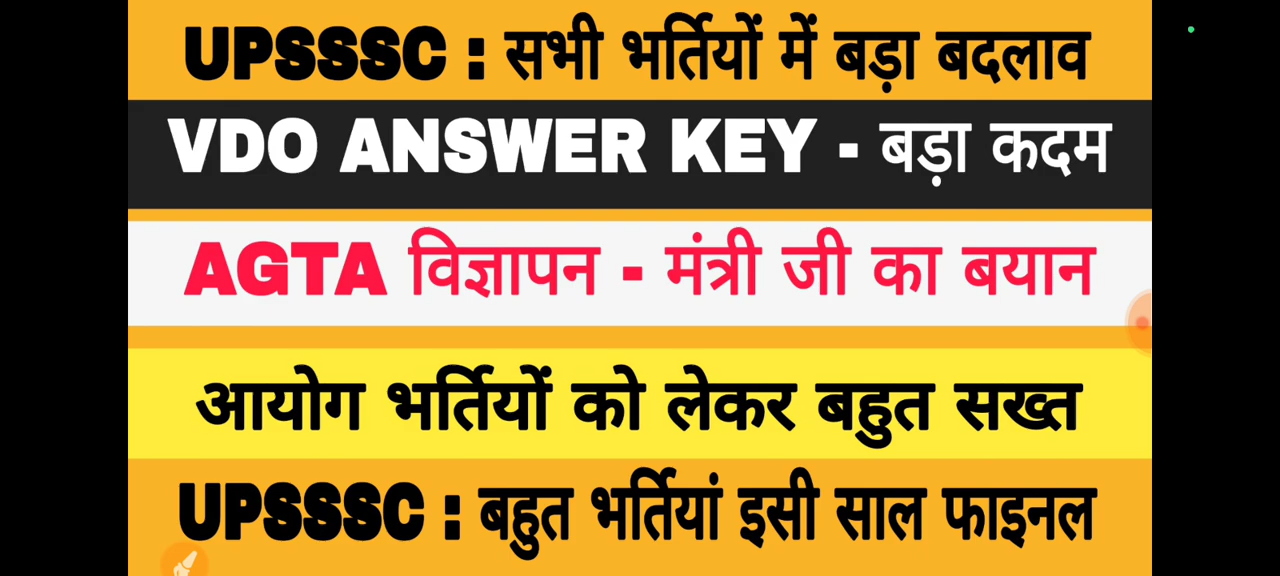 UPSSSC : सभी भर्तियों में बड़ा बदलाव
VDO ANSWER KEY - बड़ा कदम
AGTA विज्ञापन - मंत्री जी का बयान
आयोग भर्तियों को लेकर बहुत सख्त
UPSSSC : बहुत भर्तियां इसी साल फाइनल